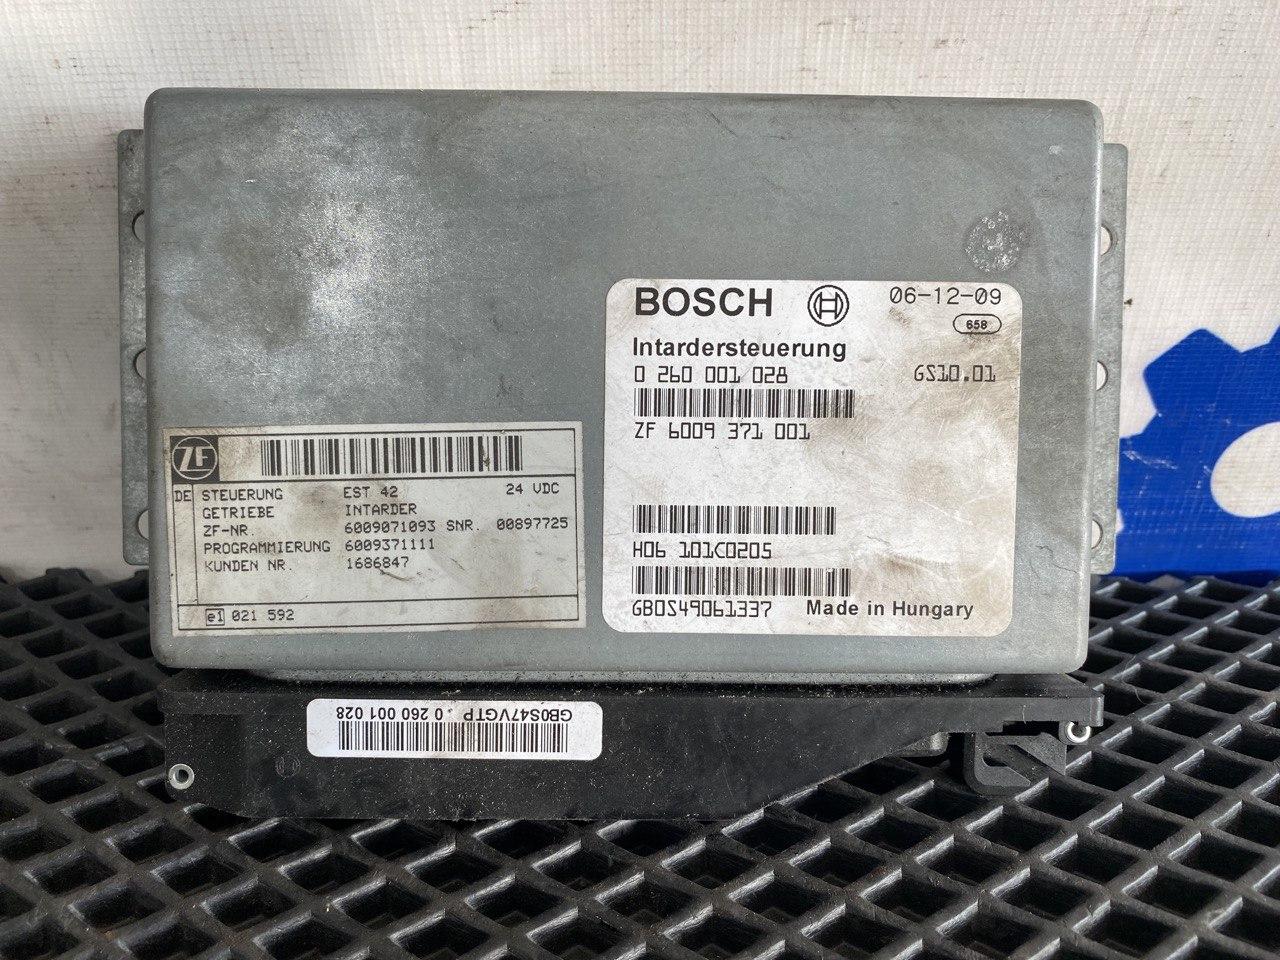 BOSCH 06-12-09
658
Intardersteuerung
0 260 001 028 GS10.01
ZF 6009 371 001
H06 101C0205
GB0S49061337 Made in Hungary
ZF
DE STEUERUNG EST 42 24 VDC
GETRIEBE INTARDER
ZF-NR. 6009071093 SNR. 00897725
PROGRAMMIERUNG 6009371111
KUNDEN NR. 1686847
e1 021 592
GB0S47VGTP . 0 260 001 028